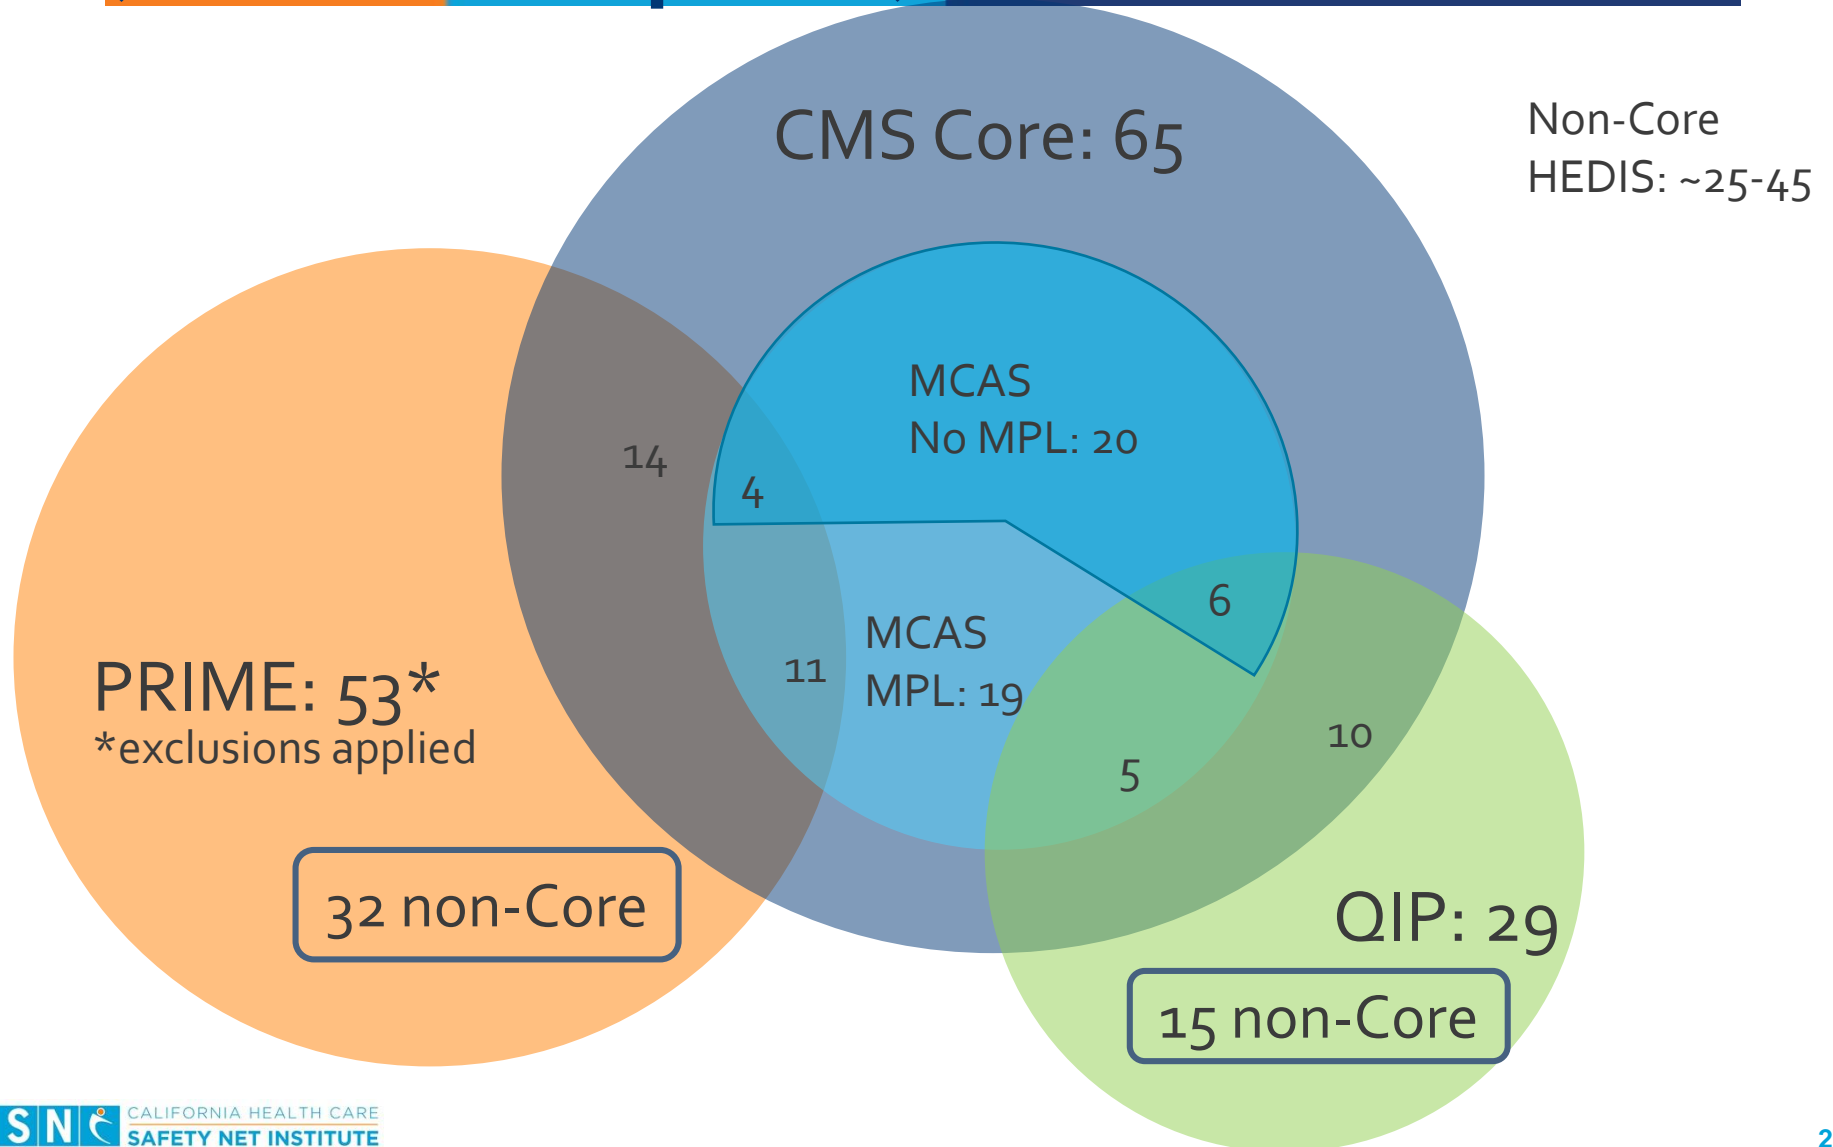 CMS Core: 65
Non-Core
HEDIS: ~25-45
MCAS
No MPL: 20
14
4
6
MCAS
MPL: 19
11
PRIME: 53*
*exclusions applied
10
5
32 non-Core
QIP: 29
15 non-Core
SNI CALIFORNIA HEALTH CARE
SAFETY NET INSTITUTE
2